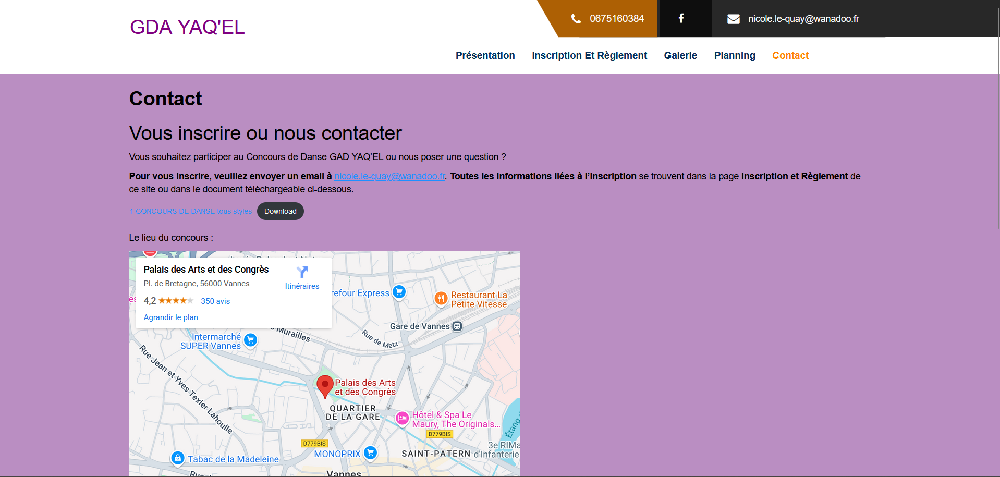 GDA YAQ'EL
0675160384
nicole.le-quay@wanadoo.fr
Présentation
Inscription Et Règlement
Galerie
Planning
Contact
Contact
Vous inscrire ou nous contacter
Vous souhaitez participer au Concours de Danse GAD YAQ’EL ou nous poser une question ?
Pour vous inscrire, veuillez envoyer un email à nicole.le-quay@wanadoo.fr. Toutes les informations liées à l’inscription se trouvent dans la page Inscription et Règlement de
ce site ou dans le document téléchargeable ci-dessous.
1 CONCOURS DE DANSE tous styles
Download
Le lieu du concours :
Palais des Arts et des Congrès
Pl. de Bretagne, 56000 Vannes
Itinéraires
4,2
350 avis
Agrandir le plan
refour Express
Restaurant La
Petite Vitesse
Gare de Vannes
Murailles
Rue de Metz
Intermarché
SUPER Vannes
Rue Jean et Yves Texier Lahoulle
Palais des Arts
et des Congrès
QUARTIER
DE LA GARE
Hôtel & Spa Le
Maury, The Originals...
D779BIS
Étang d
D779BIS
MONOPRIX
SAINT-PATERN
3e RIMa
d'Infanterie
Tabac de la Madeleine
Rue
Vannes